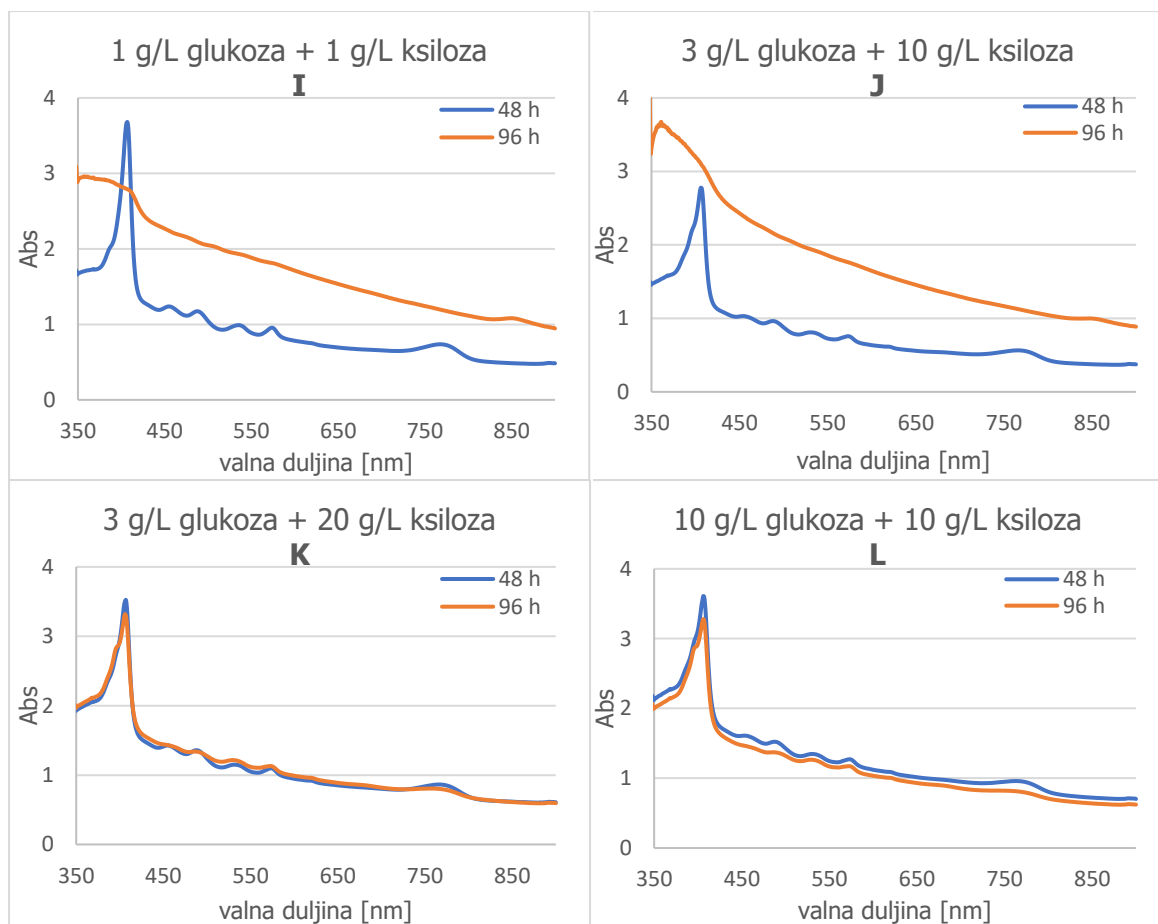 1 g/L glukoza + 1 g/L ksiloza
I
48 h
96 h
4
3
2
1
0
Abs
350 450 550 650 750 850
valna duljina [nm]
3 g/L glukoza + 10 g/L ksiloza
J
48 h
96 h
4
3
2
1
0
Abs
350 450 550 650 750 850
valna duljina [nm]
3 g/L glukoza + 20 g/L ksiloza
K
48 h
96 h
4
3
2
1
0
Abs
350 450 550 650 750 850
valna duljina [nm]
10 g/L glukoza + 10 g/L ksiloza
L
48 h
96 h
4
3
2
1
0
Abs
350 450 550 650 750 850
valna duljina [nm]